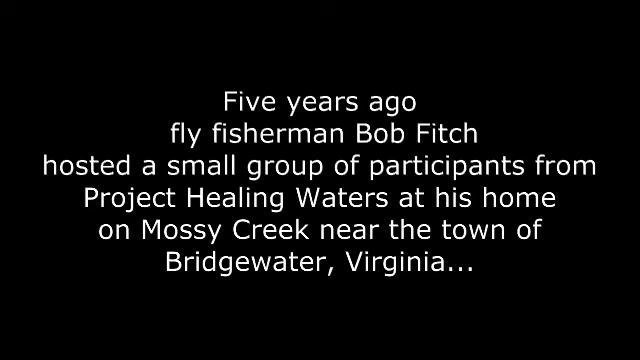 Five years ago
fly fisherman Bob Fitch
hosted a small group of participants from
Project Healing Waters at his home
on Mossy Creek near the town of
Bridgewater, Virginia...